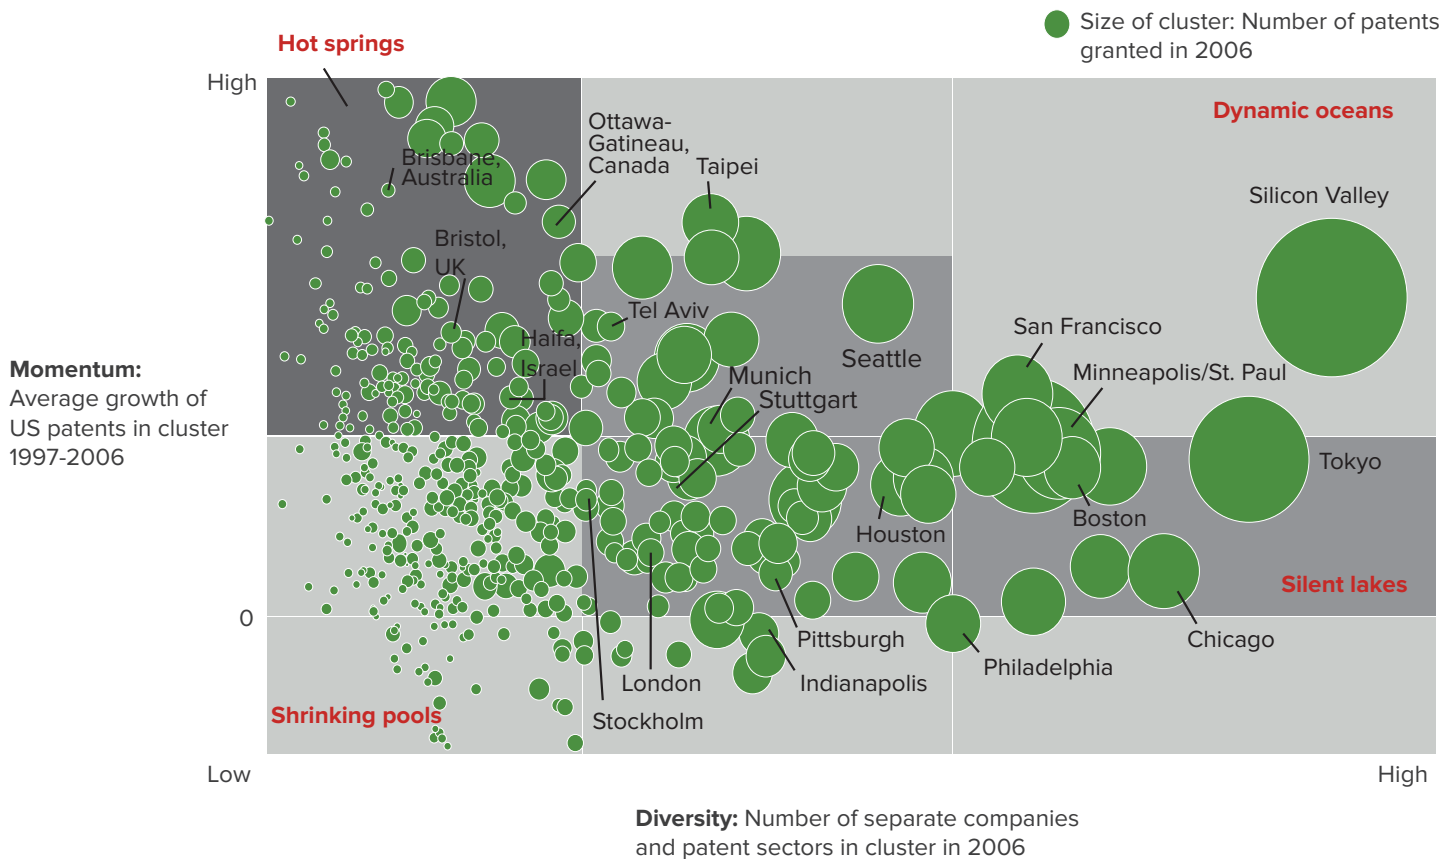 Size of cluster: Number of patents
granted in 2006
Hot springs
High
Dynamic oceans
Ottawa-
Gatineau,
Canada
Taipei
Brisbane,
Australia
Silicon Valley
Bristol,
UK
Tel Aviv
San Francisco
Haifa,
Israel
Seattle
Minneapolis/St. Paul
Munich
Stuttgart
Momentum:
Average growth of
US patents in cluster
1997-2006
Tokyo
Boston
Houston
Silent lakes
0
Pittsburgh
Chicago
Philadelphia
London
Indianapolis
Shrinking pools
Stockholm
Low
High
Diversity: Number of separate companies
and patent sectors in cluster in 2006